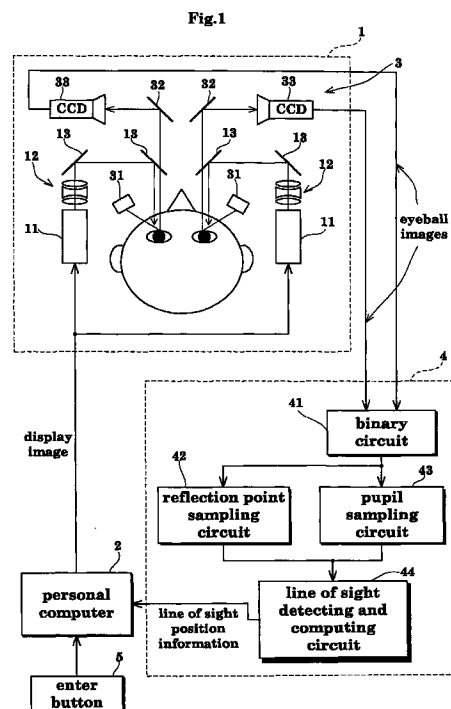 Fig.1
1
33
CCD
32
32
33
CCD
3
13
13
13
13
12
31
31
12
11
11
eyeball
images
4
41
binary
circuit
display
image
42
reflection point
sampling
circuit
43
pupil
sampling
circuit
2
personal
computer
line of sight
position
information
44
line of sight
detecting and
computing
circuit
5
enter
button